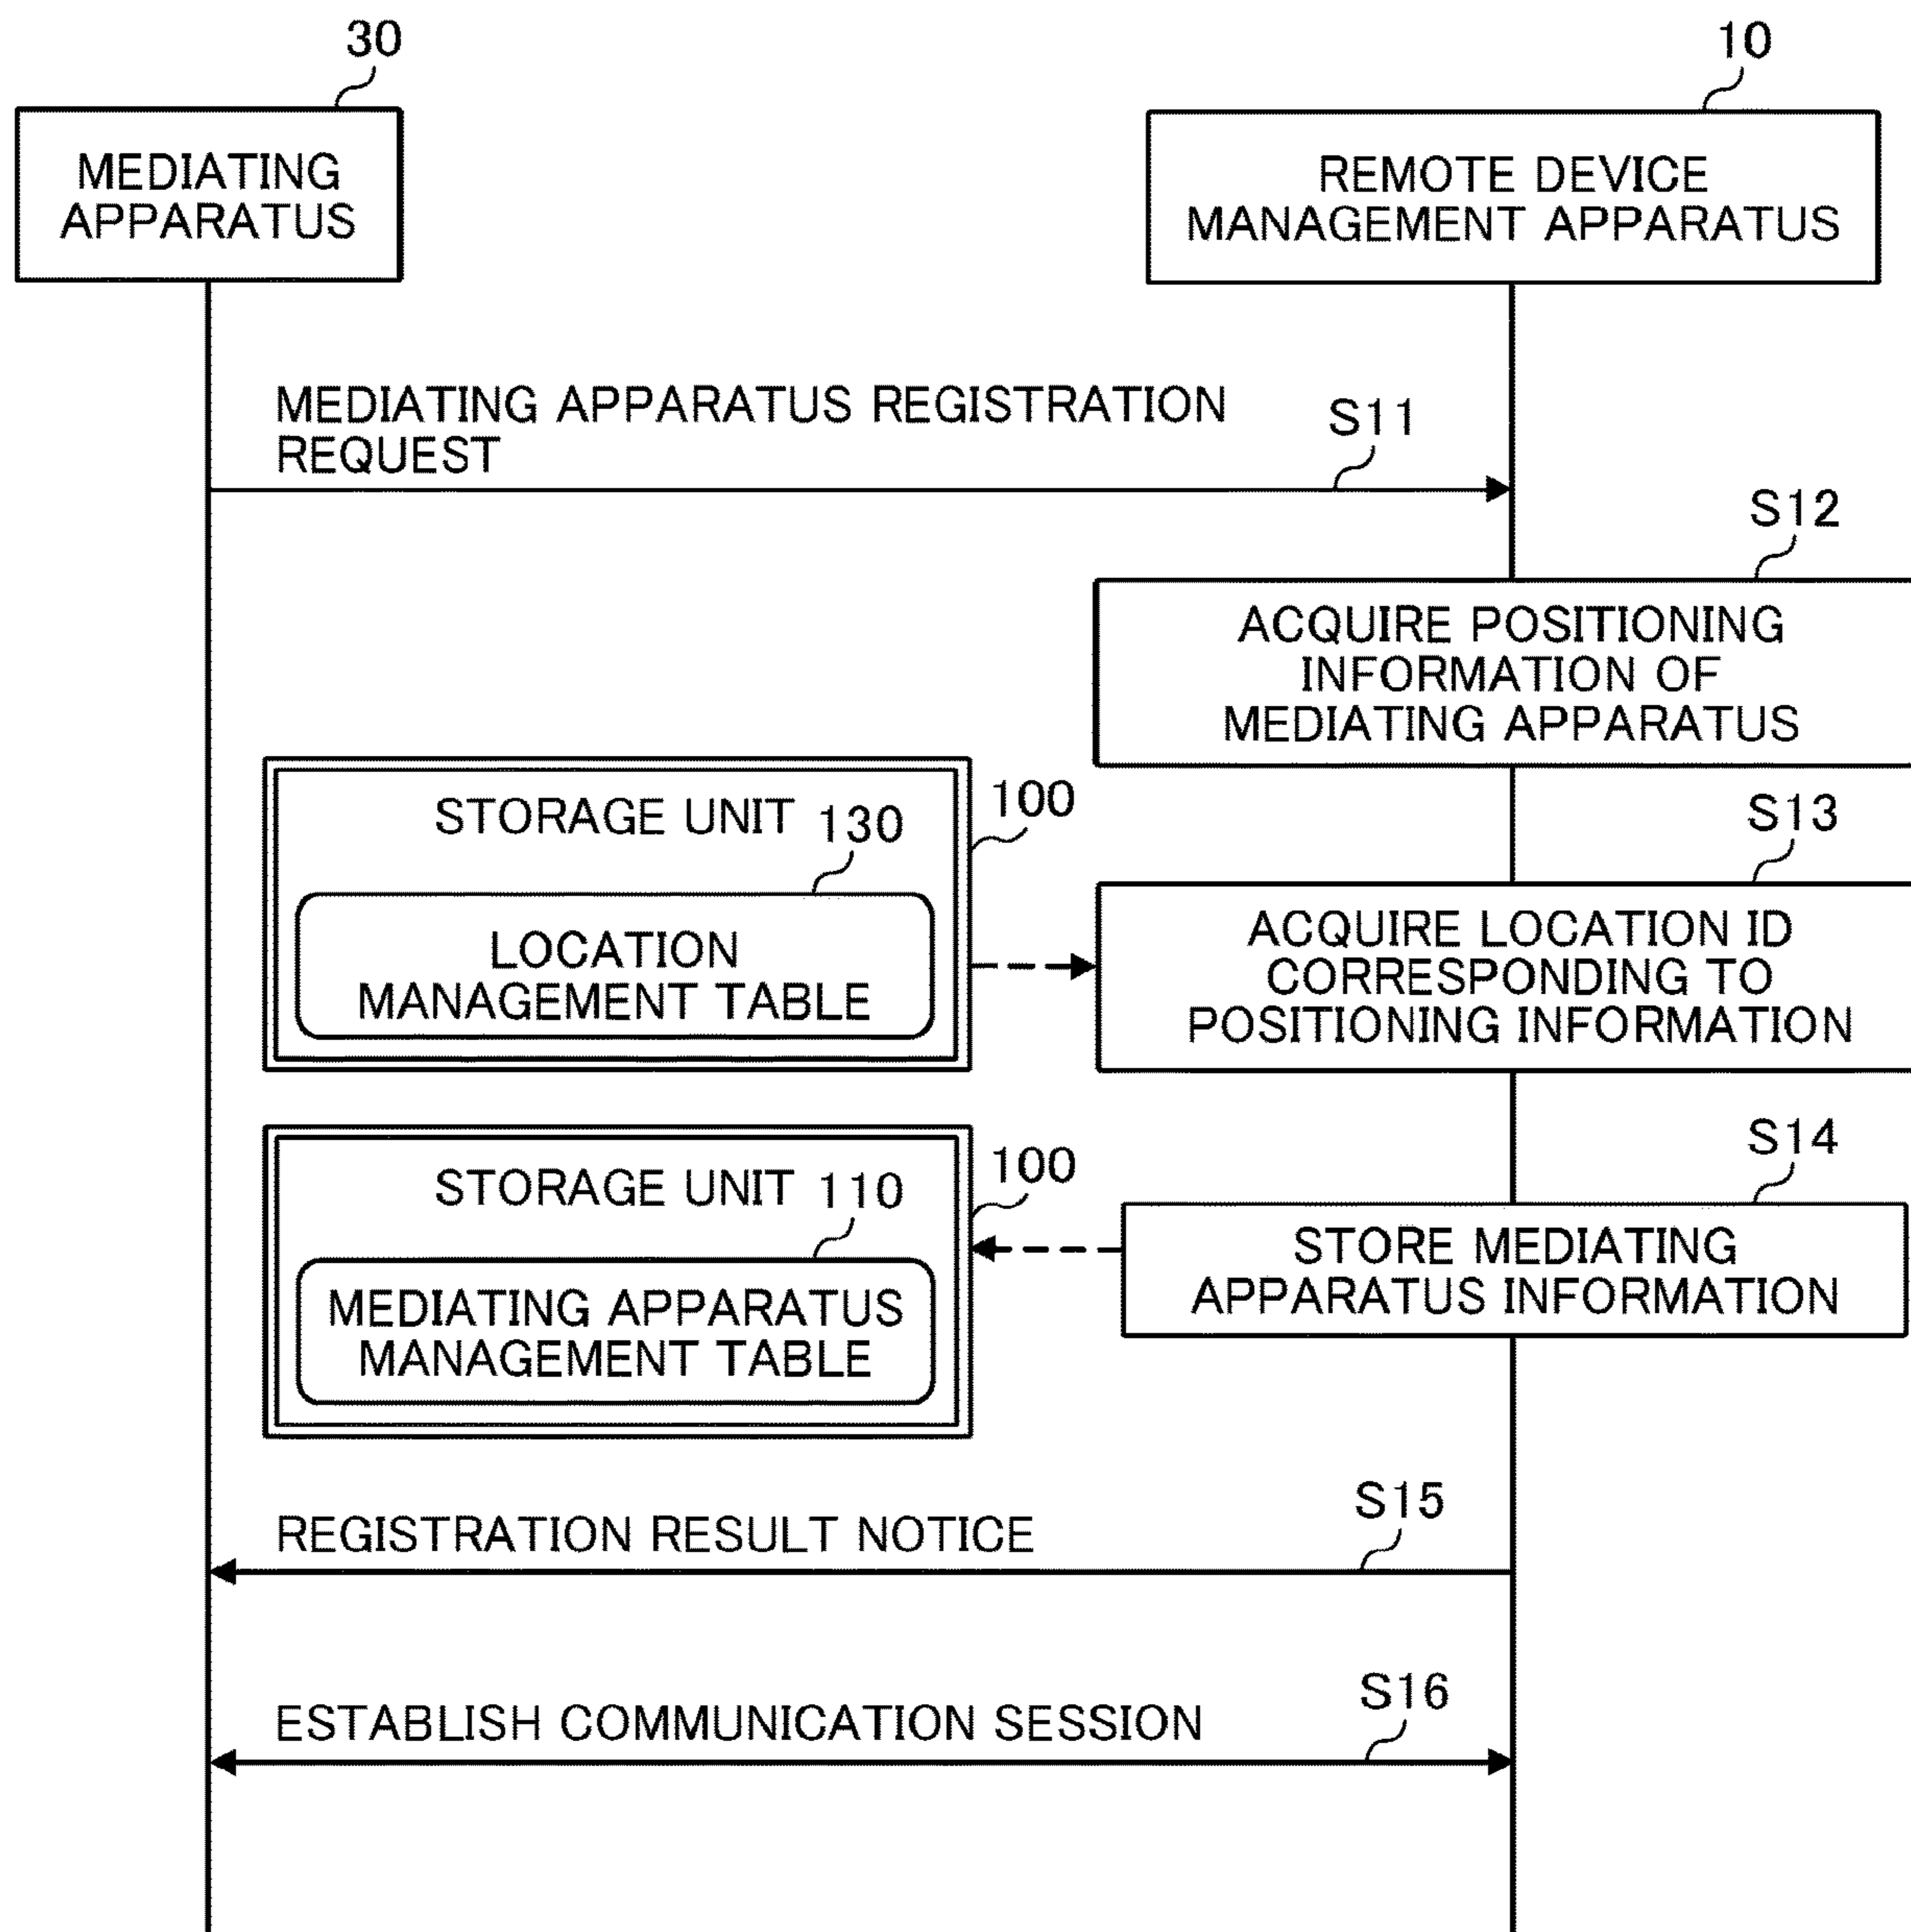 30
10
MEDIATING
APPARATUS
REMOTE DEVICE
MANAGEMENT APPARATUS
MEDIATING APPARATUS REGISTRATION
REQUEST
S11
S12
ACQUIRE POSITIONING
INFORMATION OF
MEDIATING APPARATUS
STORAGE UNIT
130
100
LOCATION
MANAGEMENT TABLE
S13
ACQUIRE LOCATION ID
CORRESPONDING TO
POSITIONING INFORMATION
STORAGE UNIT
110
100
MEDIATING APPARATUS
MANAGEMENT TABLE
S14
STORE MEDIATING
APPARATUS INFORMATION
REGISTRATION RESULT NOTICE
S15
ESTABLISH COMMUNICATION SESSION
S16